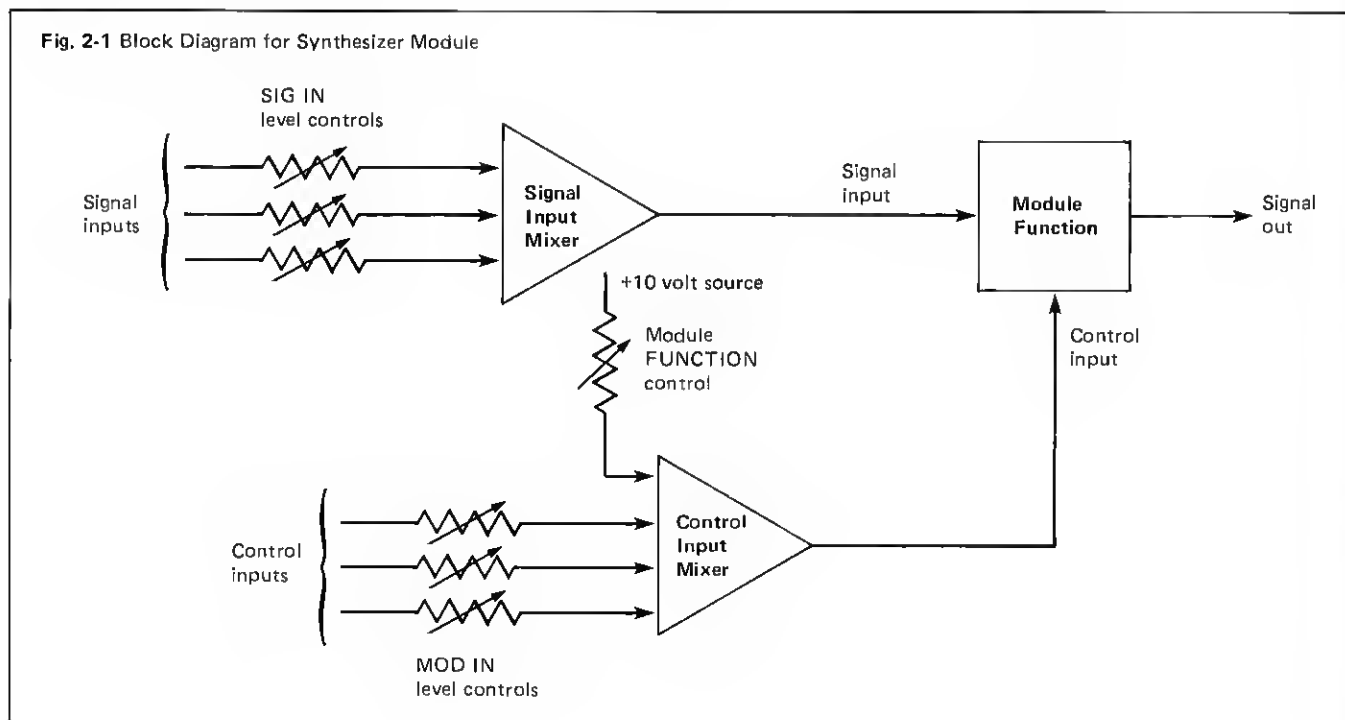 Fig. 2-1 Block Diagram for Synthesizer Module
SIG IN
level controls
Signal
inputs
Signal
Input
Mixer
Signal
input
Module
Function
Signal
out
+10 volt source
Module
FUNCTION
control
Control
input
Control
inputs
Control
Input
Mixer
MOD IN
level controls